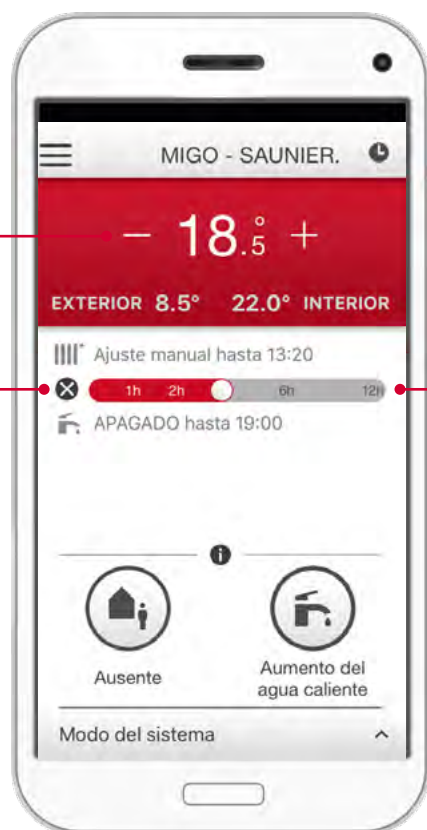 MIGO - SAUNIER.
− 18.5° +
EXTERIOR 8.5° 22.0° INTERIOR
Ajuste manual hasta 13:20
1h 2h 6h 12h
APAGADO hasta 19:00
i
Ausente
Aumento del
agua caliente
Modo del sistema